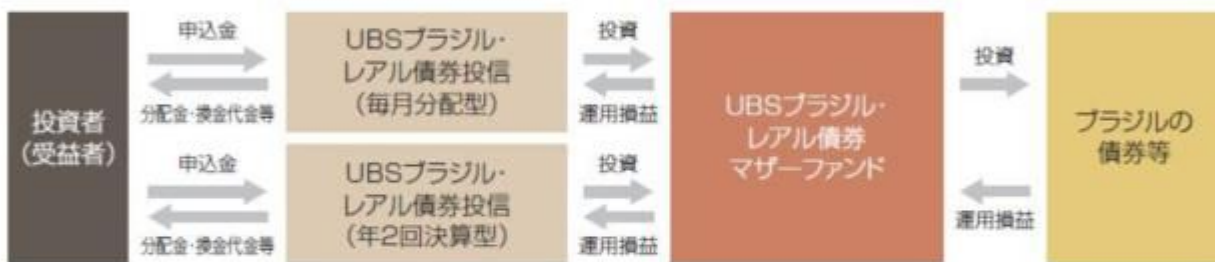 投資者
(受益者)
申込金
分配金・換金代金等
申込金
分配金・換金代金等
UBSブラジル・
レアル債券投信
(毎月分配型)
UBSブラジル・
レアル債券投信
(年2回決算型)
投資
運用損益
投資
運用損益
UBSブラジル・
レアル債券
マザーファンド
投資
運用損益
ブラジルの
債券等